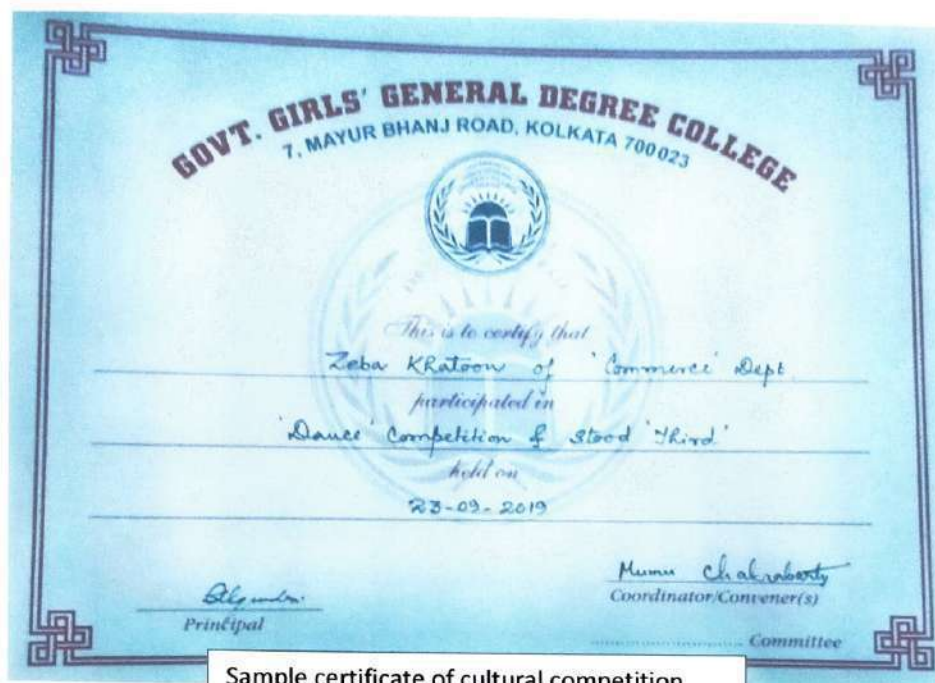 GOVT. GIRLS' GENERAL DEGREE COLLEGE
7, MAYUR BHANJ ROAD, KOLKATA 700023
This is to certify that
Zeba Khatoon of 'Commerce' Dept
participated in
'Dance' Competition & Stood 'Third'
held on
23-09-2019
Mumu Chakraborty
Principal
Coordinator/Convener(s)
Committee
Sample certificate of cultural competition